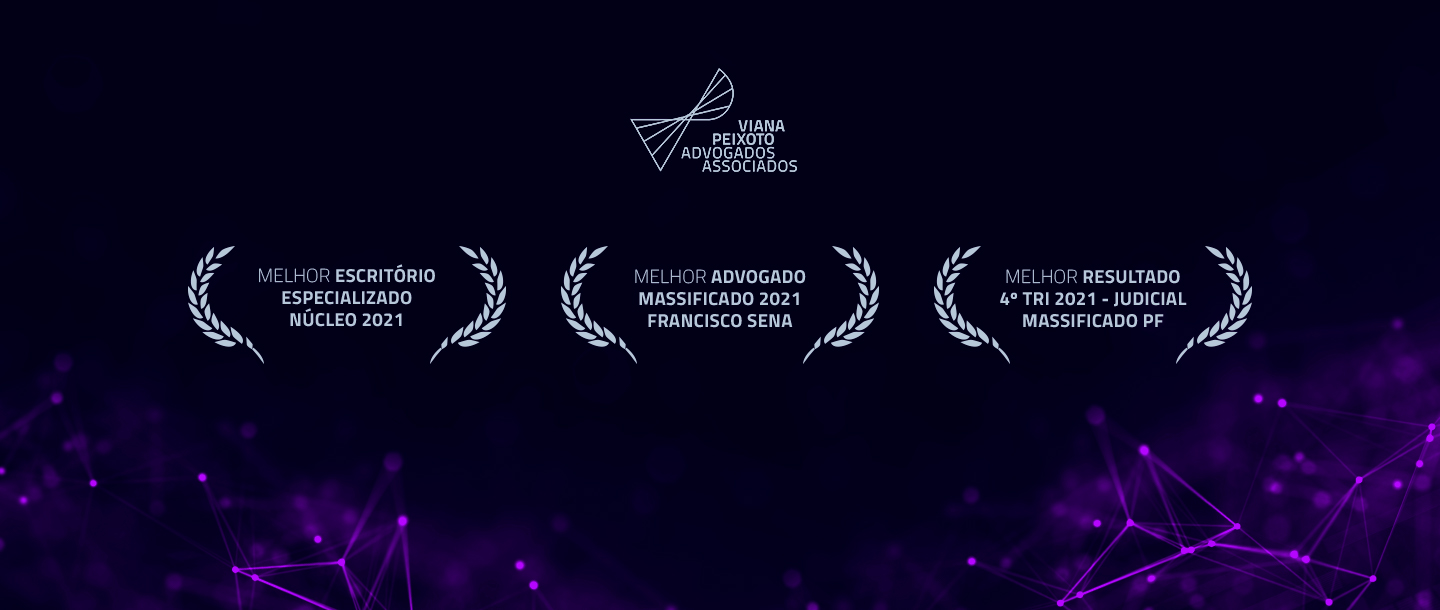 VIANA
PEIXOTO
ADVOGADOS
ASSOCIADOS
MELHOR ESCRITÓRIO
ESPECIALIZADO
NÚCLEO 2021
MELHOR ADVOGADO
MASSIFICADO 2021
FRANCISCO SENA
MELHOR RESULTADO
4º TRI 2021 - JUDICIAL
MASSIFICADO PF